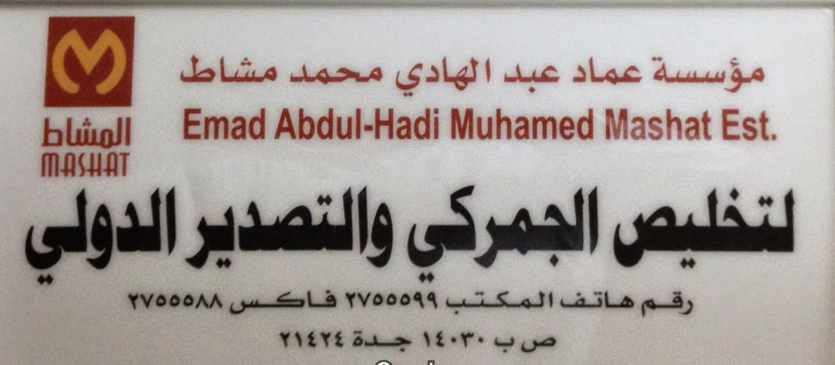 المشاط
MASHAT
مؤسسة عماد عبد الهادي محمد مشاط
Emad Abdul-Hadi Muhamed Mashat Est.
لتخليص الجمركي والتصدير الدولي
رقم هاتف المكتب ٢٧٥٥٥٩٩ فاكس ٢٧٥٥٥٨٨
ص ب ١٤٠٣٠ جدة ٢١٤٢٤